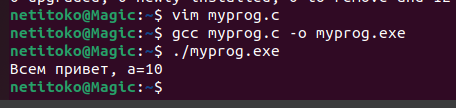 0 upgraded, 0 newly installed, 0 to remove and 12
netitoko@Magic:~$ vim myprog.c
netitoko@Magic:~$ gcc myprog.c -o myprog.exe
netitoko@Magic:~$ ./myprog.exe
Всем привет, a=10
netitoko@Magic:~$